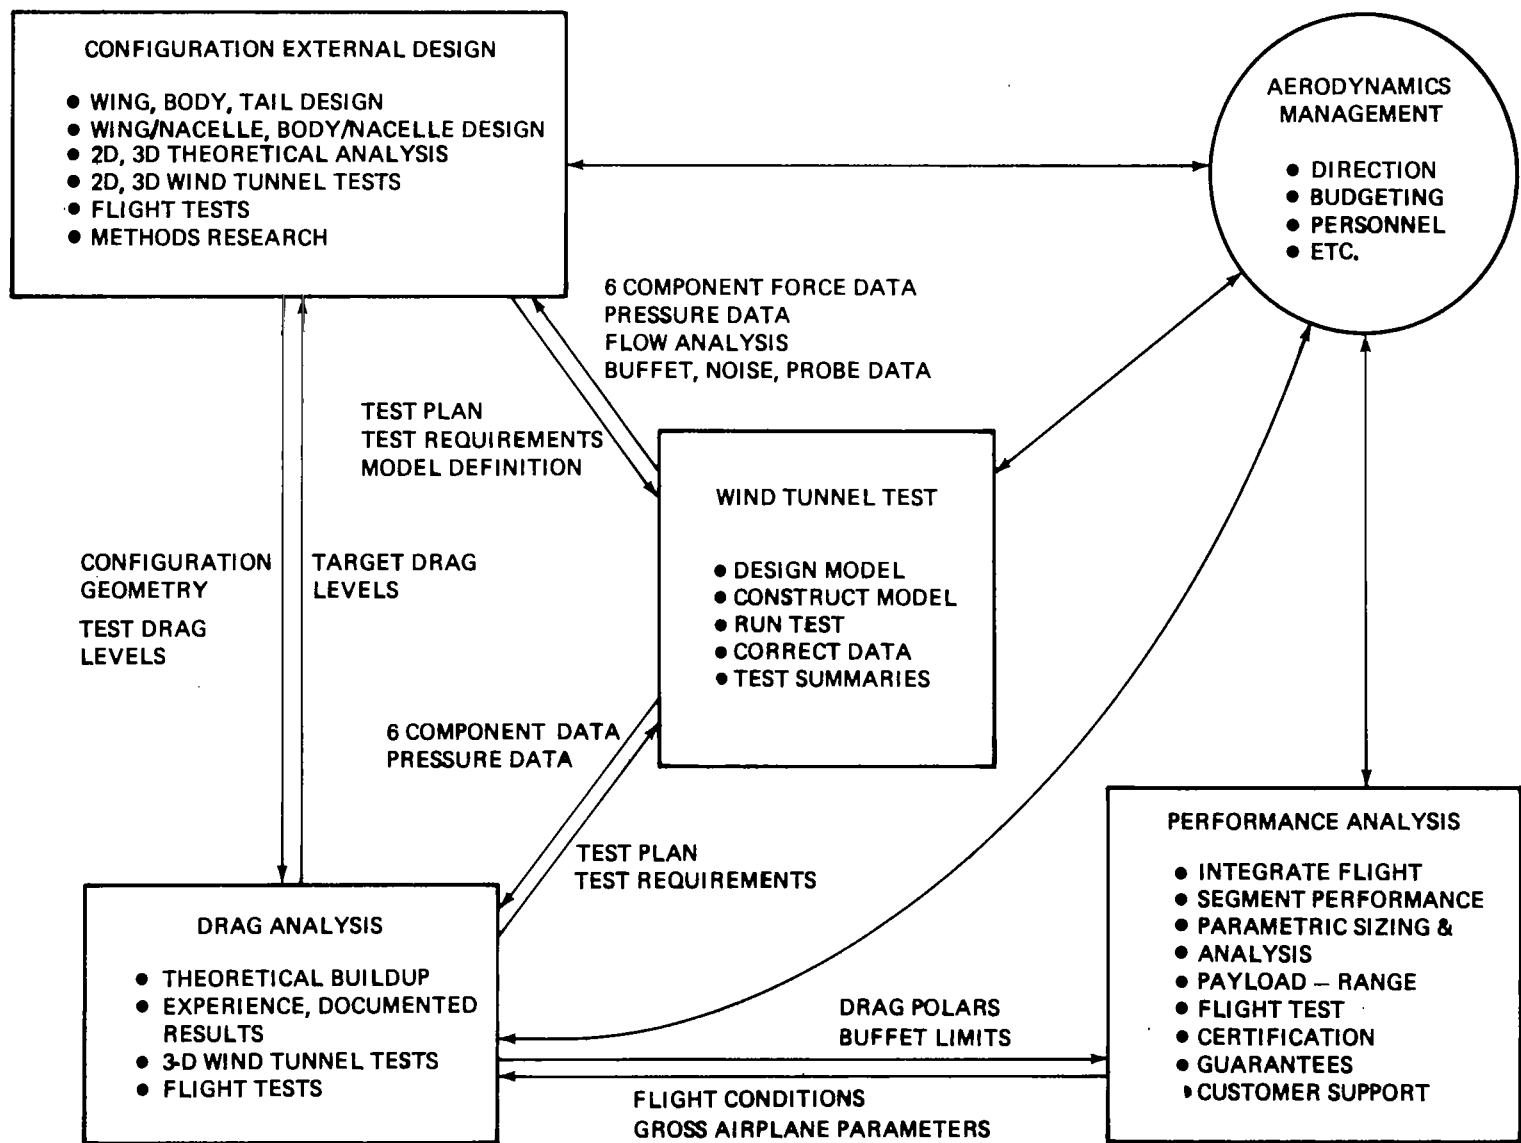 CONFIGURATION EXTERNAL DESIGN
● WING, BODY, TAIL DESIGN
● WING/NACELLE, BODY/NACELLE DESIGN
● 2D, 3D THEORETICAL ANALYSIS
● 2D, 3D WIND TUNNEL TESTS
● FLIGHT TESTS
● METHODS RESEARCH
AERODYNAMICS
MANAGEMENT
● DIRECTION
● BUDGETING
● PERSONNEL
● ETC.
6 COMPONENT FORCE DATA
PRESSURE DATA
FLOW ANALYSIS
BUFFET, NOISE, PROBE DATA
TEST PLAN
TEST REQUIREMENTS
MODEL DEFINITION
WIND TUNNEL TEST
● DESIGN MODEL
● CONSTRUCT MODEL
● RUN TEST
● CORRECT DATA
● TEST SUMMARIES
CONFIGURATION
GEOMETRY
TEST DRAG
LEVELS
TARGET DRAG
LEVELS
6 COMPONENT DATA
PRESSURE DATA
TEST PLAN
TEST REQUIREMENTS
DRAG ANALYSIS
● THEORETICAL BUILDUP
● EXPERIENCE, DOCUMENTED
RESULTS
● 3-D WIND TUNNEL TESTS
● FLIGHT TESTS
DRAG POLARS
BUFFET LIMITS
FLIGHT CONDITIONS
GROSS AIRPLANE PARAMETERS
PERFORMANCE ANALYSIS
● INTEGRATE FLIGHT
● SEGMENT PERFORMANCE
● PARAMETRIC SIZING &
● ANALYSIS
● PAYLOAD – RANGE
● FLIGHT TEST
● CERTIFICATION
● GUARANTEES
● CUSTOMER SUPPORT